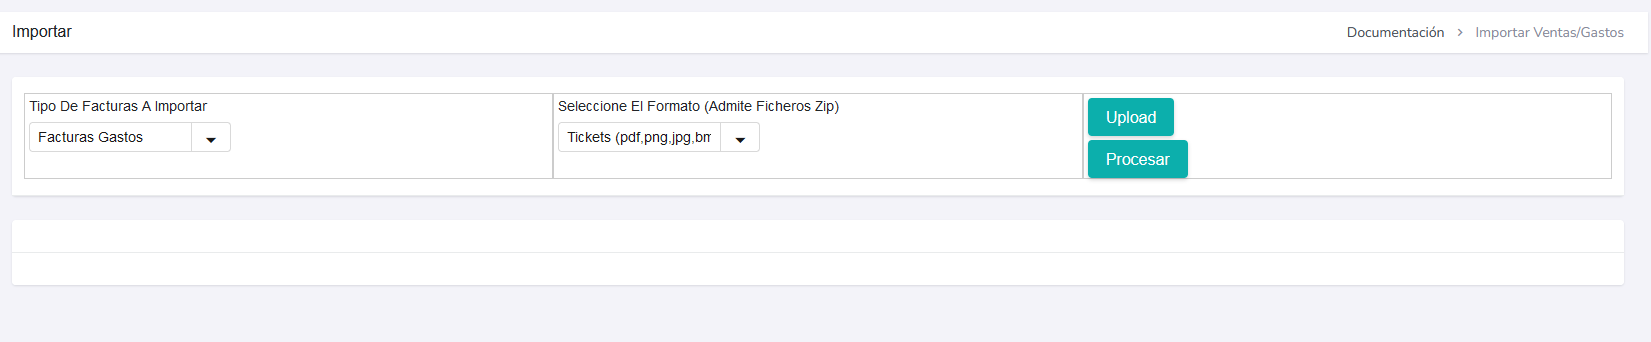 Importar
Documentación > Importar Ventas/Gastos
Tipo De Facturas A Importar
Seleccione El Formato (Admite Ficheros Zip)
Facturas Gastos
Tickets (pdf,png,jpg,bm
Upload
Procesar